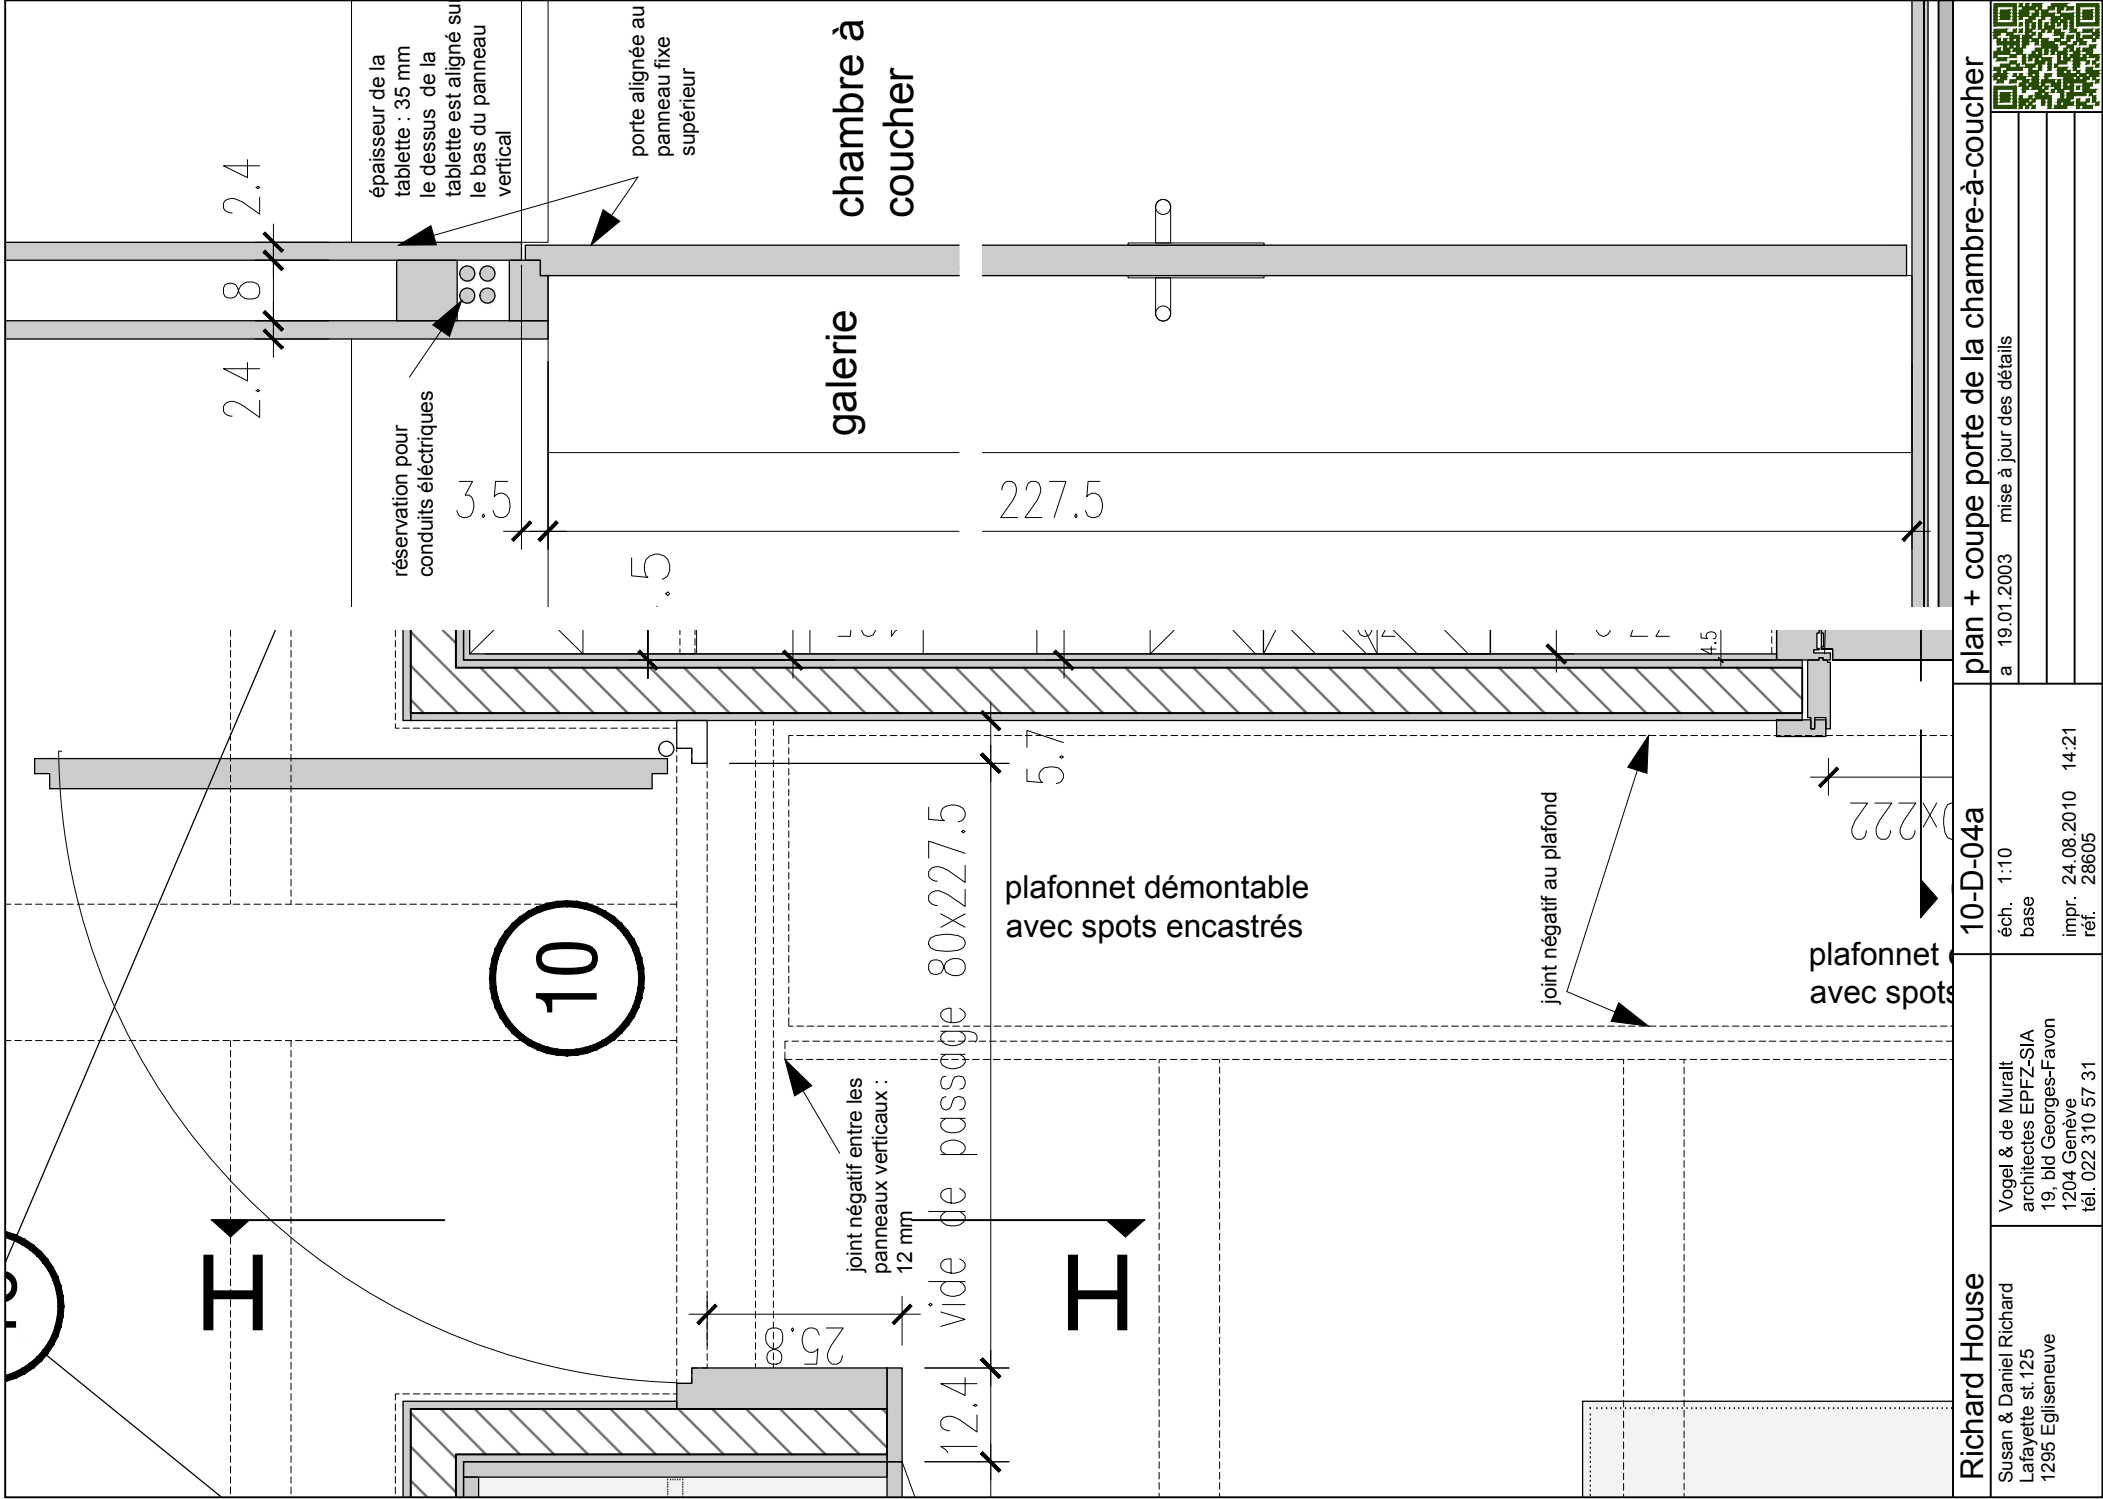 épaisseur de la
tablette : 35 mm
le dessus de la
tablette est aligné su
le bas du panneau
vertical
porte alignée au
panneau fixe
supérieur
chambre à
coucher
galerie
2.4
8
2.4
réservation pour
conduits éléctriques
3.5
227.5
.5
4.5
5.7
10
plafonnet démontable
avec spots encastrés
joint négatif au plafond
x222
plafonnet
avec spots
vide de passage 80x227.5
joint négatif entre les
panneaux verticaux :
12 mm
H
H
25.8
12.4
plan + coupe porte de la chambre-à-coucher
a 19.01.2003 mise à jour des détails
10-D-04a
éch. 1:10
base
impr. 24.08.2010 14:21
réf. 28605
Vogel & de Muralt
architectes EPFZ-SIA
19, bld Georges-Favon
1204 Genève
tél. 022 310 57 31
Richard House
Susan & Daniel Richard
Lafayette st.125
1295 Egliseneuve